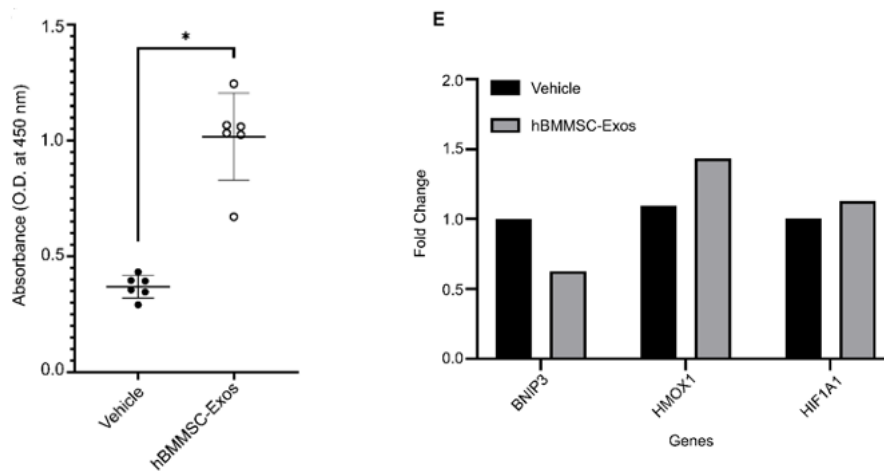 1.5
1.0
0.5
0.0
Absorbance (O.D. at 450 nm)
*
Vehicle
hBMMSC-Exos
E
2.0
1.5
1.0
0.5
0.0
Fold Change
Vehicle
hBMMSC-Exos
BNIP3
HMOX1
HIF1A1
Genes